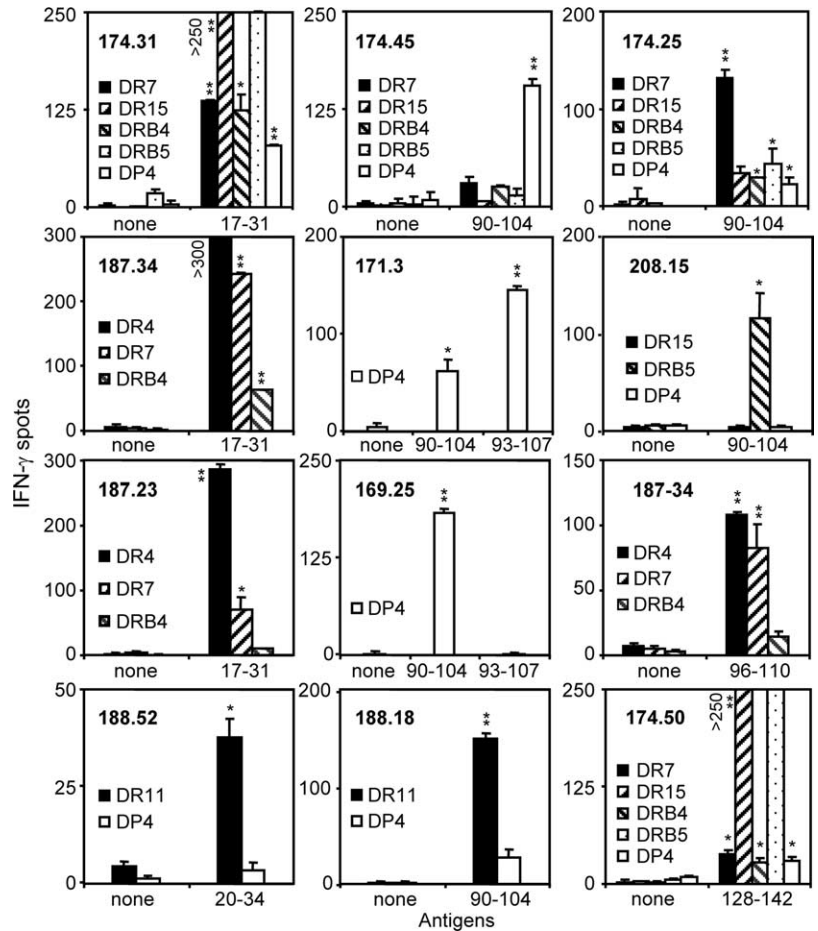 IFN-γ spots
250
125
0
174.31
DR7
DR15
DRB4
DRB5
DP4
>250
**
**
*
**
none
17-31
250
125
0
174.45
DR7
DR15
DRB4
DRB5
DP4
**
none
90-104
200
100
0
174.25
DR7
DR15
DRB4
DRB5
DP4
**
*
*
*
none
90-104
300
200
100
0
187.34
DR4
DR7
DRB4
>300
**
**
none
17-31
200
100
0
171.3
DP4
*
**
none
90-104
93-107
200
100
0
208.15
DR15
DRB5
DP4
*
none
90-104
300
200
100
0
187.23
DR4
DR7
DRB4
**
*
none
17-31
250
125
0
169.25
DP4
**
none
90-104
93-107
150
100
50
0
187-34
DR4
DR7
DRB4
**
**
none
96-110
50
25
0
188.52
DR11
DP4
*
none
20-34
200
100
0
188.18
DR11
DP4
**
none
90-104
250
125
0
174.50
DR7
DR15
DRB4
DRB5
DP4
>250
**
*
*
*
none
128-142
Antigens